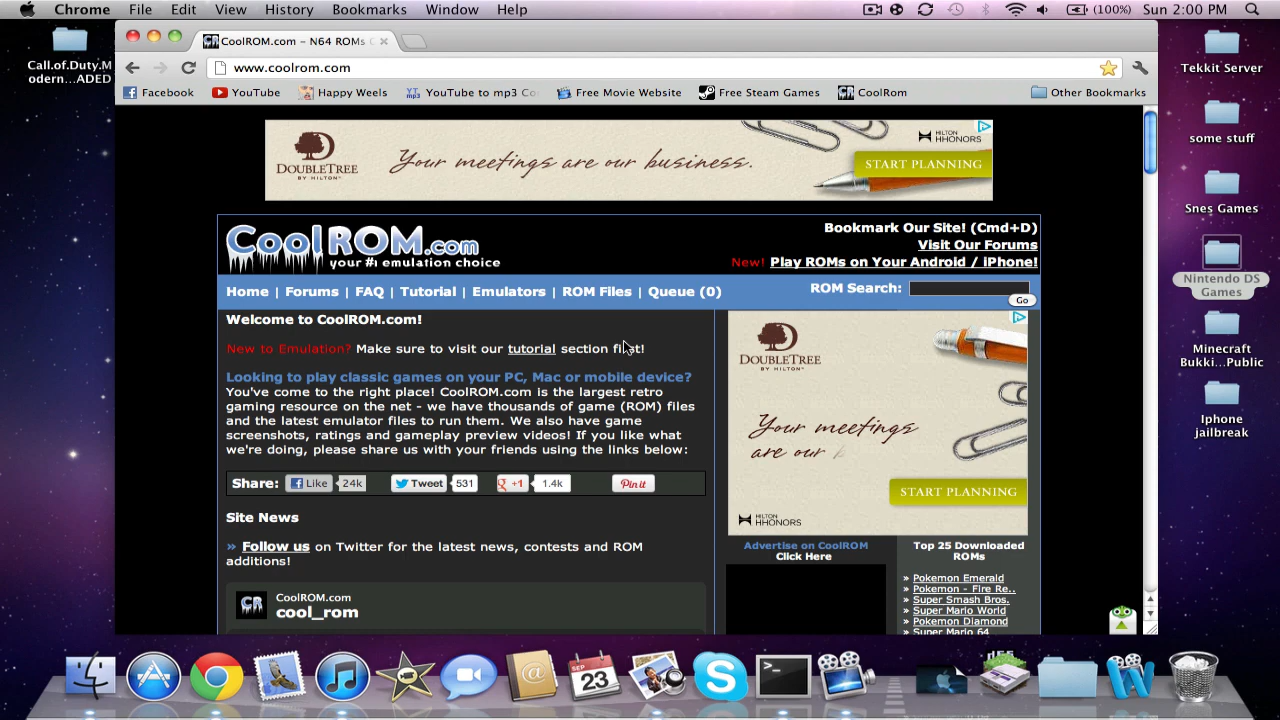 Chrome File Edit View History Bookmarks Window Help
(100%) Sun 2:00 PM
CoolROM.com – N64 ROMs
www.coolrom.com
Facebook YouTube Happy Weels YouTube to mp3 Co Free Movie Website Free Steam Games CoolRom Other Bookmarks
Call.of.Duty.M
odern...ADED
Tekkit Server
some stuff
Snes Games
Nintendo DS
Games
Minecraft
Bukki...Public
Iphone
jailbreak
DOUBLETREE
BY HILTON
Your meetings are our business.
HILTON
HHONORS
START PLANNING
CoolROM.com
your #1 emulation choice
Bookmark Our Site! (Cmd+D)
Visit Our Forums
New! Play ROMs on Your Android / iPhone!
Home | Forums | FAQ | Tutorial | Emulators | ROM Files | Queue (0)
ROM Search:
Go
Welcome to CoolROM.com!
New to Emulation? Make sure to visit our tutorial section first!
Looking to play classic games on your PC, Mac or mobile device?
You've come to the right place! CoolROM.com is the largest retro
gaming resource on the net - we have thousands of game (ROM) files
and the latest emulator files to run them. We also have game
screenshots, ratings and gameplay preview videos! If you like what
we're doing, please share us with your friends using the links below:
Share: Like 24k Tweet 531 +1 1.4k Pin it
Site News
» Follow us on Twitter for the latest news, contests and ROM
additions!
CoolROM.com
cool_rom
DOUBLETREE
BY HILTON
Your meetings
are our
START PLANNING
HILTON
HHONORS
Advertise on CoolROM
Click Here
Top 25 Downloaded
ROMs
» Pokemon Emerald
» Pokemon - Fire Re..
» Super Smash Bros.
» Super Mario World
» Pokemon Diamond
» Super Mario 64
SEP
23